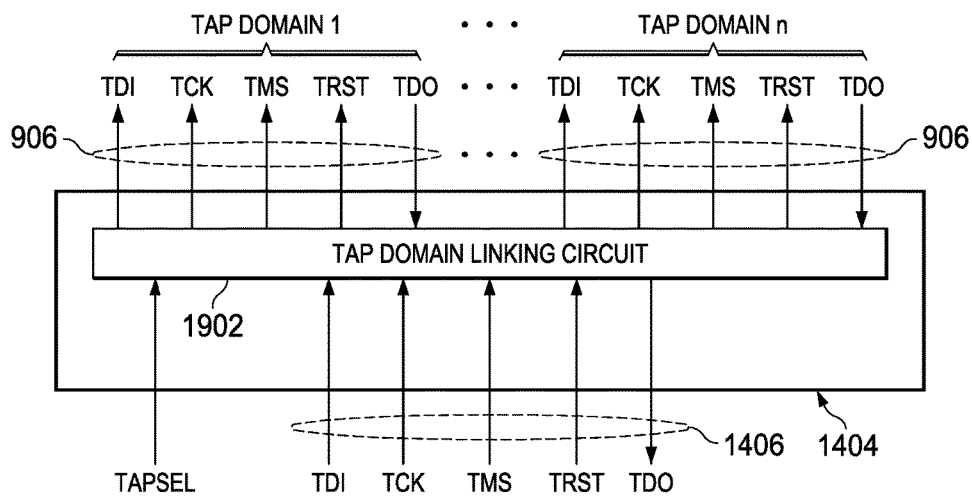 TAP DOMAIN 1 • • • TAP DOMAIN n
TDI TCK TMS TRST TDO • • • TDI TCK TMS TRST TDO
906 • • • 906
TAP DOMAIN LINKING CIRCUIT
1902
1406
1404
TAPSEL TDI TCK TMS TRST TDO